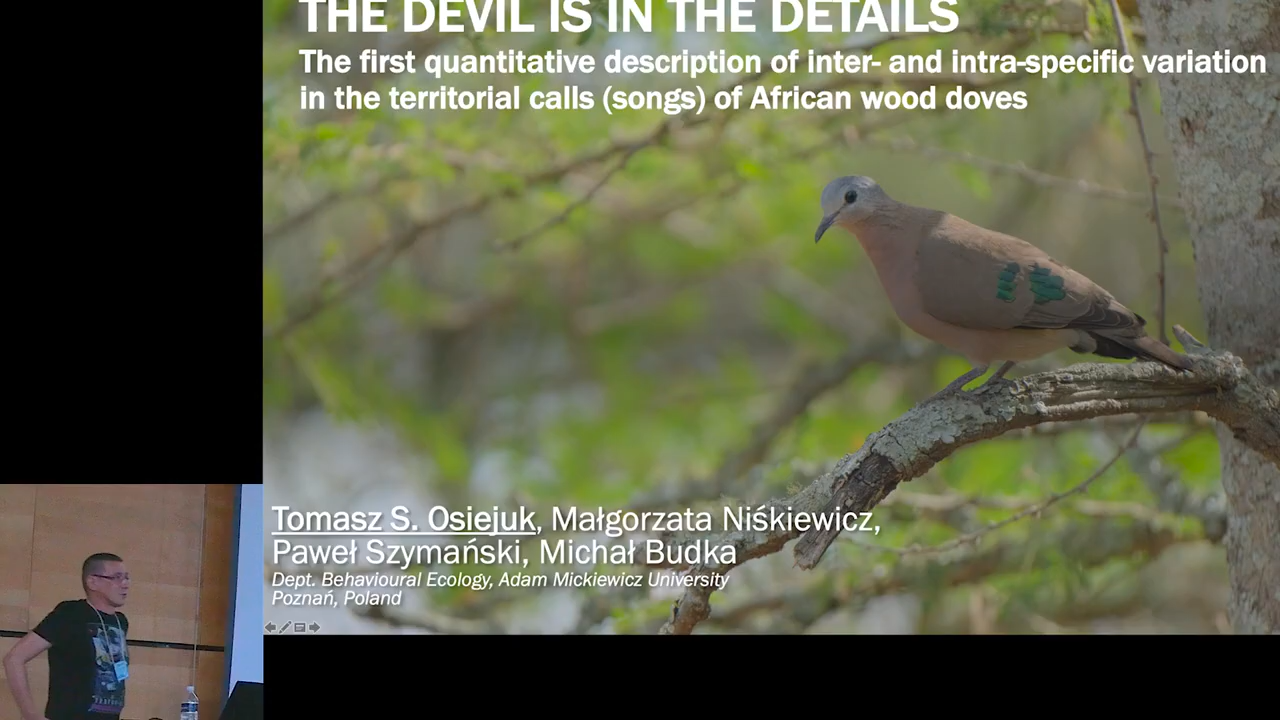 THE DEVIL IS IN THE DETAILS
The first quantitative description of inter- and intra-specific variation
in the territorial calls (songs) of African wood doves
Tomasz S. Osiejuk, Małgorzata Niśkiewicz,
Paweł Szymański, Michał Budka
Dept. Behavioural Ecology, Adam Mickiewicz University
Poznań, Poland